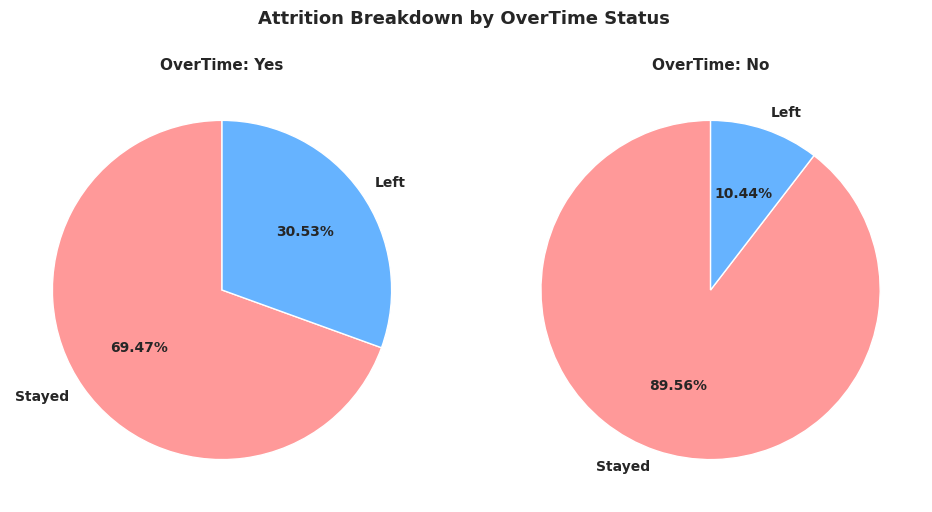 Attrition Breakdown by OverTime Status
OverTime: Yes
Left
30.53%
69.47%
Stayed
OverTime: No
Left
10.44%
89.56%
Stayed